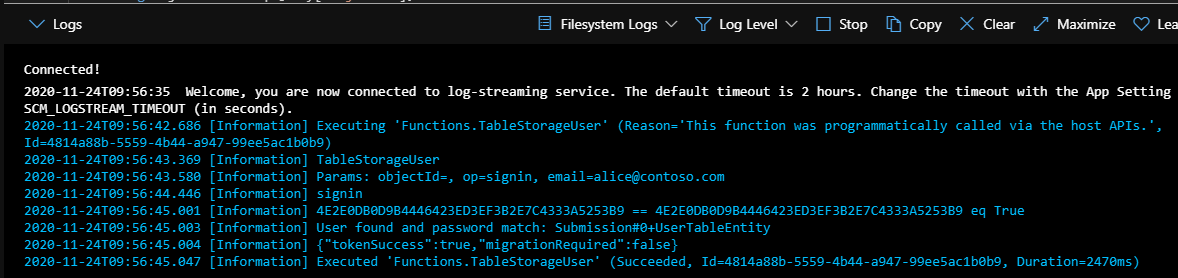 Logs
Filesystem Logs
Log Level
Stop
Copy
Clear
Maximize
Lea
Connected!
2020-11-24T09:56:35  Welcome, you are now connected to log-streaming service. The default timeout is 2 hours. Change the timeout with the App Setting
SCM_LOGSTREAM_TIMEOUT (in seconds).
2020-11-24T09:56:42.686 [Information] Executing 'Functions.TableStorageUser' (Reason='This function was programmatically called via the host APIs.',
Id=4814a88b-5559-4b44-a947-99ee5ac1b0b9)
2020-11-24T09:56:43.369 [Information] TableStorageUser
2020-11-24T09:56:43.580 [Information] Params: objectId=, op=signin, email=alice@contoso.com
2020-11-24T09:56:44.446 [Information] signin
2020-11-24T09:56:45.001 [Information] 4E2E0DB0D9B4446423ED3EF3B2E7C4333A5253B9 == 4E2E0DB0D9B4446423ED3EF3B2E7C4333A5253B9 eq True
2020-11-24T09:56:45.003 [Information] User found and password match: Submission#0+UserTableEntity
2020-11-24T09:56:45.004 [Information] {"tokenSuccess":true,"migrationRequired":false}
2020-11-24T09:56:45.047 [Information] Executed 'Functions.TableStorageUser' (Succeeded, Id=4814a88b-5559-4b44-a947-99ee5ac1b0b9, Duration=2470ms)